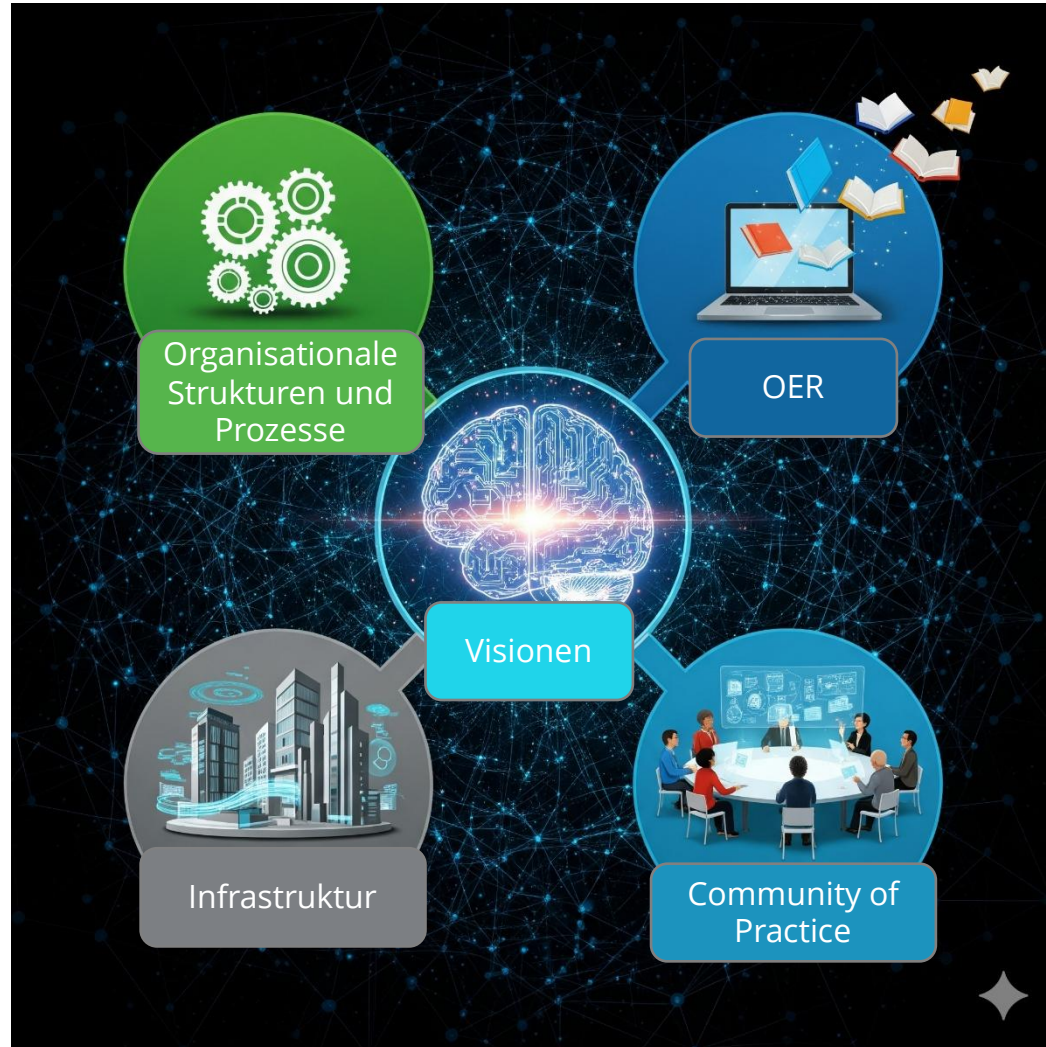 Organisationale
Strukturen und
Prozesse
OER
Visionen
Infrastruktur
Community of
Practice